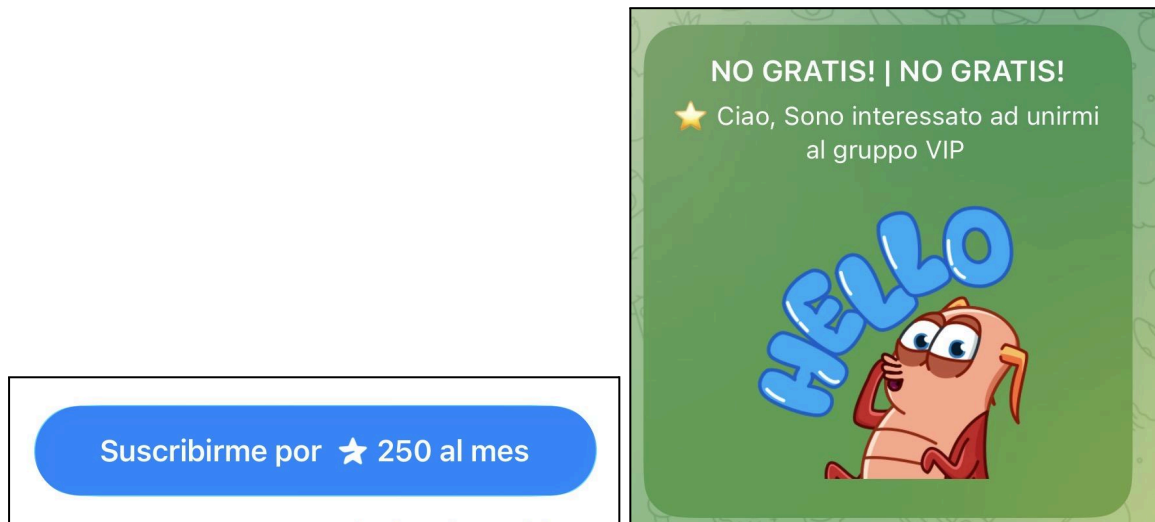 NO GRATIS! | NO GRATIS!
⭐ Ciao, Sono interessato ad unirmi
al gruppo VIP
HELLO
Suscribirme por ★ 250 al mes